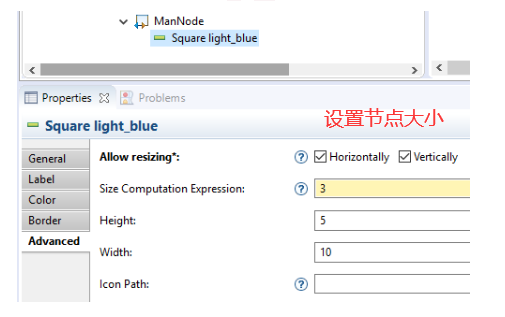 ManNode
Square light_blue
Properties Problems
设置节点大小
Square light_blue
General
Label
Color
Border
Advanced
Allow resizing*: Horizontally Vertically
Size Computation Expression: 3
Height: 5
Width: 10
Icon Path: